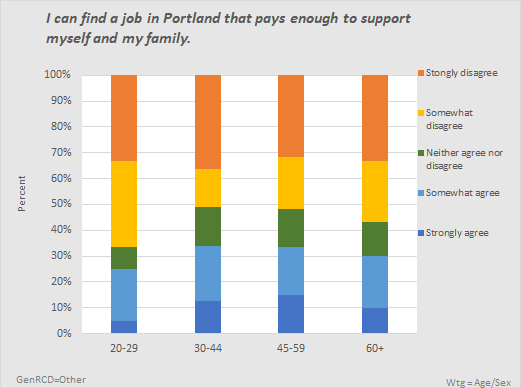 I can find a job in Portland that pays enough to support
myself and my family.
100%
90%
80%
70%
60%
50%
40%
30%
20%
10%
0%
Percent
20-29
30-44
45-59
60+
Stongly disagree
Somewhat
disagree
Neither agree nor
disagree
Somewhat agree
Strongly agree
GenRCD=Other
Wtg = Age/Sex